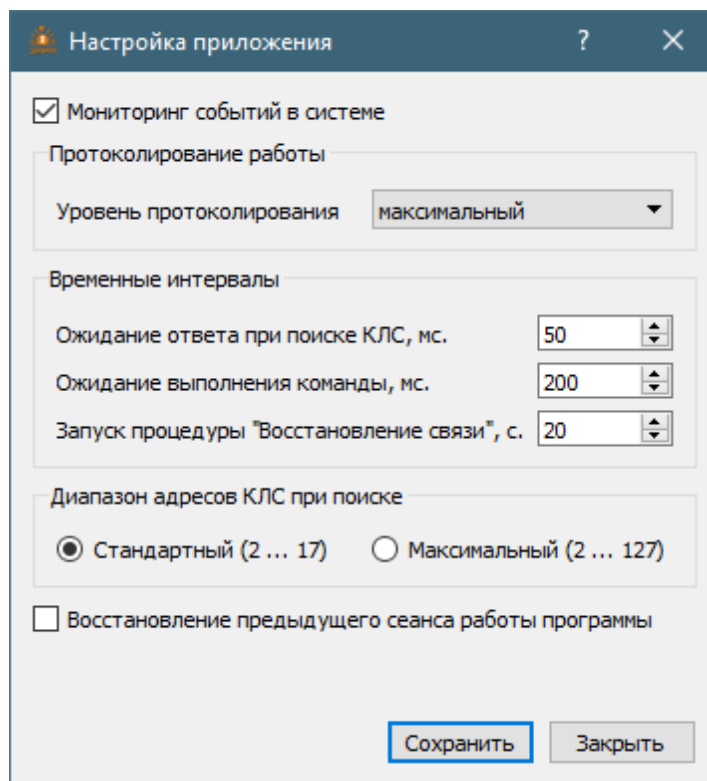 Настройка приложения
?
Мониторинг событий в системе
Протоколирование работы
Уровень протоколирования максимальный
Временные интервалы
Ожидание ответа при поиске КЛС, мс. 50
Ожидание выполнения команды, мс. 200
Запуск процедуры "Восстановление связи", с. 20
Диапазон адресов КЛС при поиске
Стандартный (2 ... 17) Максимальный (2 ... 127)
Восстановление предыдущего сеанса работы программы
Сохранить Закрыть